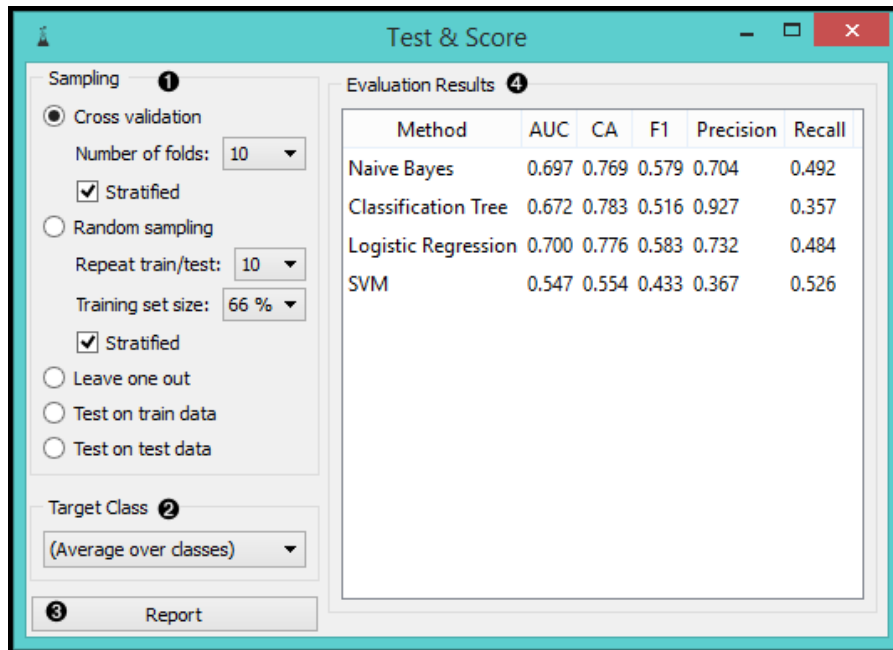 Test & Score
Sampling ❶
Cross validation
Number of folds: 10
Stratified
Random sampling
Repeat train/test: 10
Training set size: 66 %
Stratified
Leave one out
Test on train data
Test on test data
Target Class ❷
(Average over classes)
❸ Report
Evaluation Results ❹
Method AUC CA F1 Precision Recall
Naive Bayes 0.697 0.769 0.579 0.704 0.492
Classification Tree 0.672 0.783 0.516 0.927 0.357
Logistic Regression 0.700 0.776 0.583 0.732 0.484
SVM 0.547 0.554 0.433 0.367 0.526